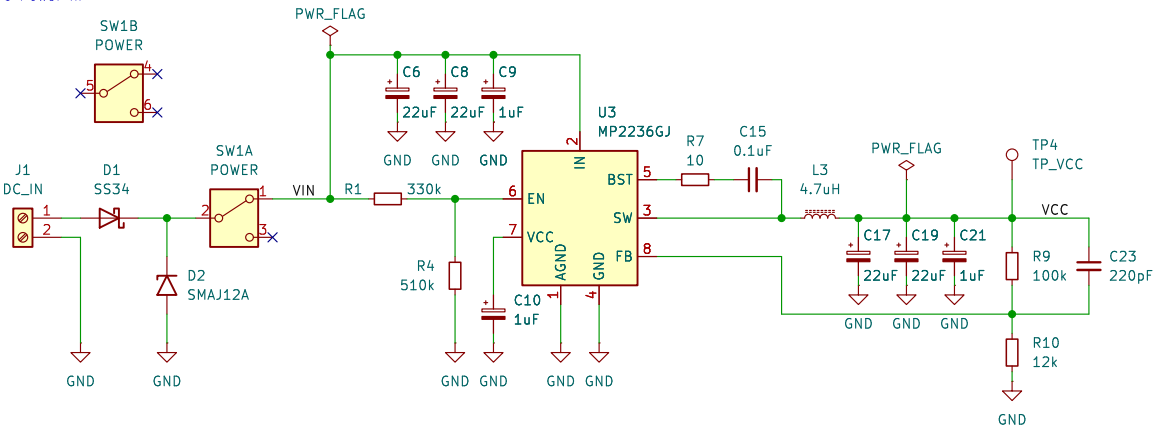 PWR_FLAG
SW1B
POWER
4
5
6
C6
22uF
GND
C8
22uF
GND
C9
1uF
GND
U3
MP2236GJ
2
IN
J1
DC_IN
1
2
GND
D1
SS34
SW1A
POWER
1
2
3
VIN
R1
330k
6
EN
7
VCC
BST
5
SW
3
FB
8
AGND
1
GND
4
R7
10
C15
0.1uF
L3
4.7uH
PWR_FLAG
TP4
TP_VCC
VCC
D2
SMAJ12A
GND
R4
510k
GND
C10
1uF
GND
GND
GND
C17
22uF
GND
C19
22uF
GND
C21
1uF
GND
R9
100k
C23
220pF
R10
12k
GND